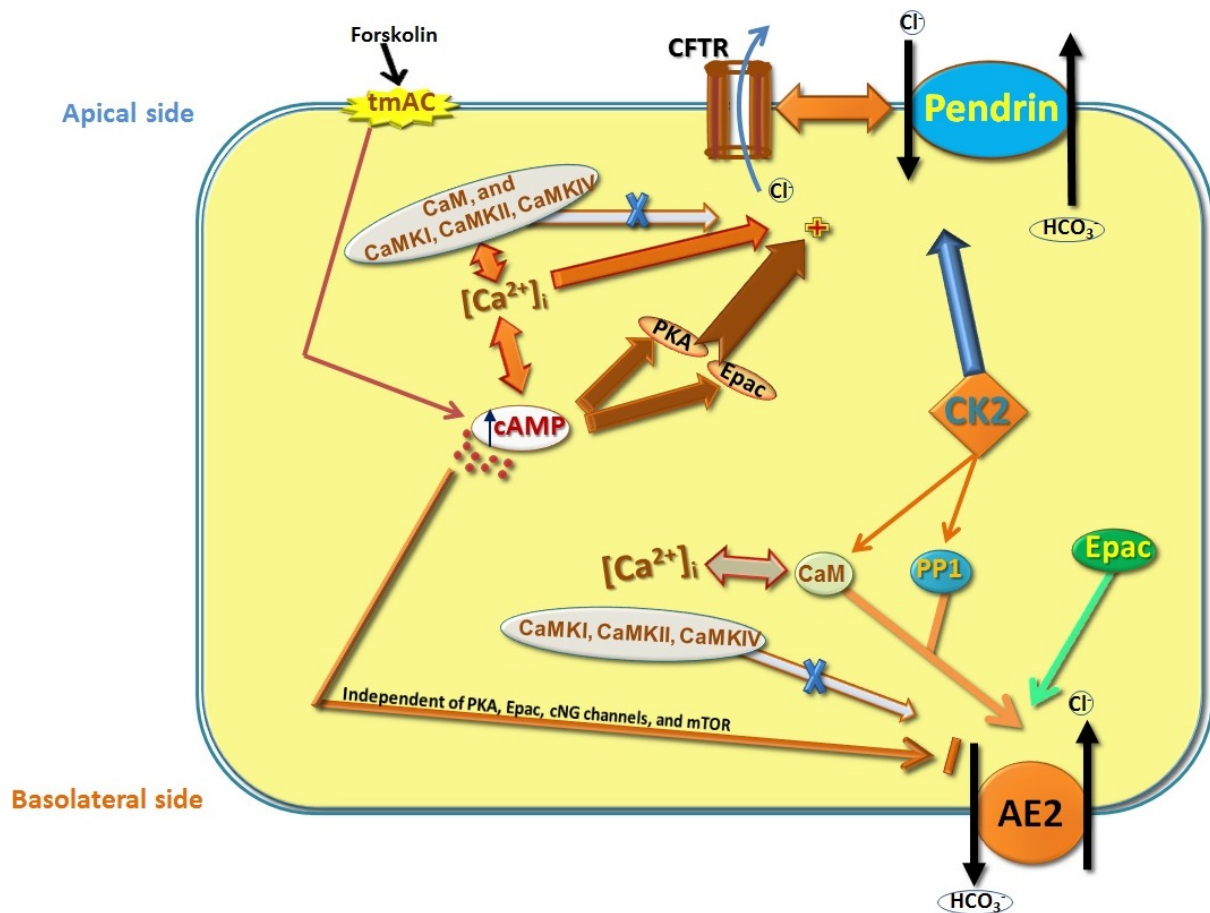 Forskolin
tmAC
Apical side
CFTR
Cl⁻
Pendrin
Cl⁻
HCO₃⁻
CaM, and
CaMKI, CaMKII, CaMKIV
[Ca²⁺]ᵢ
PKA
Epac
cAMP
CK2
[Ca²⁺]ᵢ
CaM
PP1
Epac
CaMKI, CaMKII, CaMKIV
Independent of PKA, Epac, cNG channels, and mTOR
Cl⁻
Basolateral side
AE2
HCO₃⁻